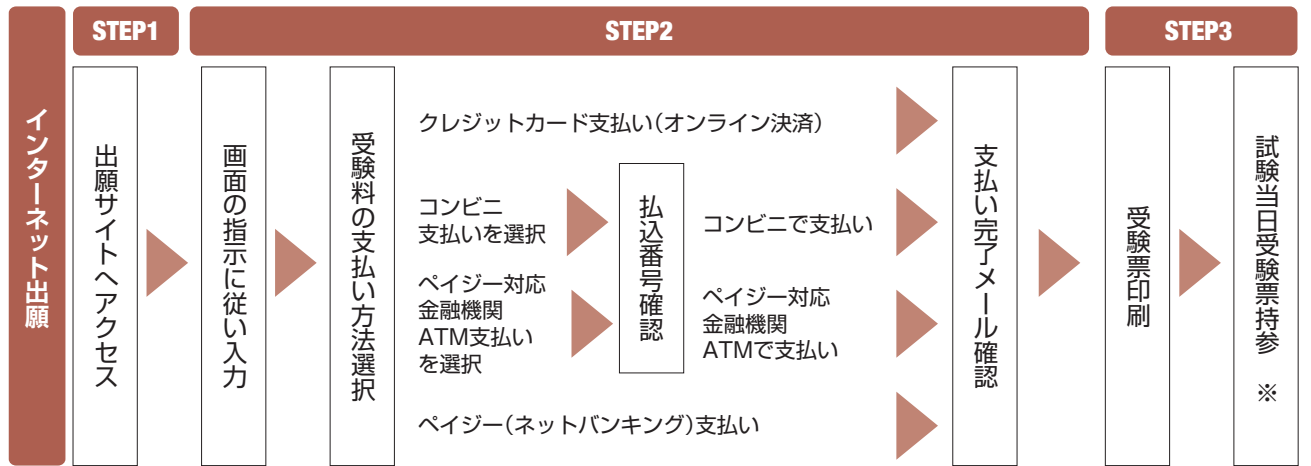 インターネット出願
STEP1
STEP2
STEP3
出願サイトへアクセス
画面の指示に従い入力
受験料の支払い方法選択
クレジットカード支払い（オンライン決済）
コンビニ
支払いを選択
ペイジー対応
金融機関
ATM支払い
を選択
払込番号確認
コンビニで支払い
ペイジー対応
金融機関
ATMで支払い
ペイジー（ネットバンキング）支払い
支払い完了メール確認
受験票印刷
試験当日受験票持参　※